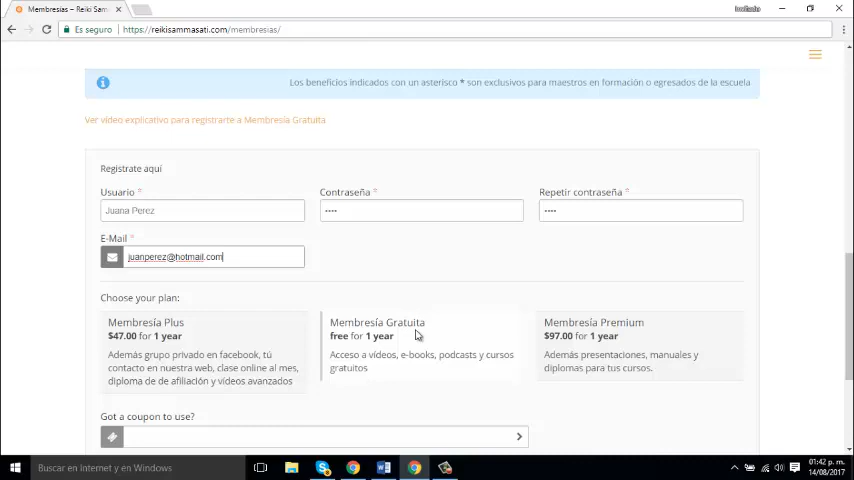 Membresías – Reiki Sam
Invitado
Es seguro
https://reikisammasati.com/membresias/
Los beneficios indicados con un asterisco * son exclusivos para maestros en formación o egresados de la escuela
Ver vídeo explicativo para registrarte a Membresía Gratuita
Registrate aquí
Usuario * Contraseña * Repetir contraseña *
Juana Perez
E-Mail *
juanperez@hotmail.com
Choose your plan:
Membresía Plus
$47.00 for 1 year
Además grupo privado en facebook, tú
contacto en nuestra web, clase online al mes,
diploma de de afiliación y vídeos avanzados
Membresía Gratuita
free for 1 year
Acceso a vídeos, e-books, podcasts y cursos
gratuitos
Membresía Premium
$97.00 for 1 year
Además presentaciones, manuales y
diplomas para tus cursos.
Got a coupon to use?
Buscar en Internet y en Windows
01:42 p. m.
14/08/2017